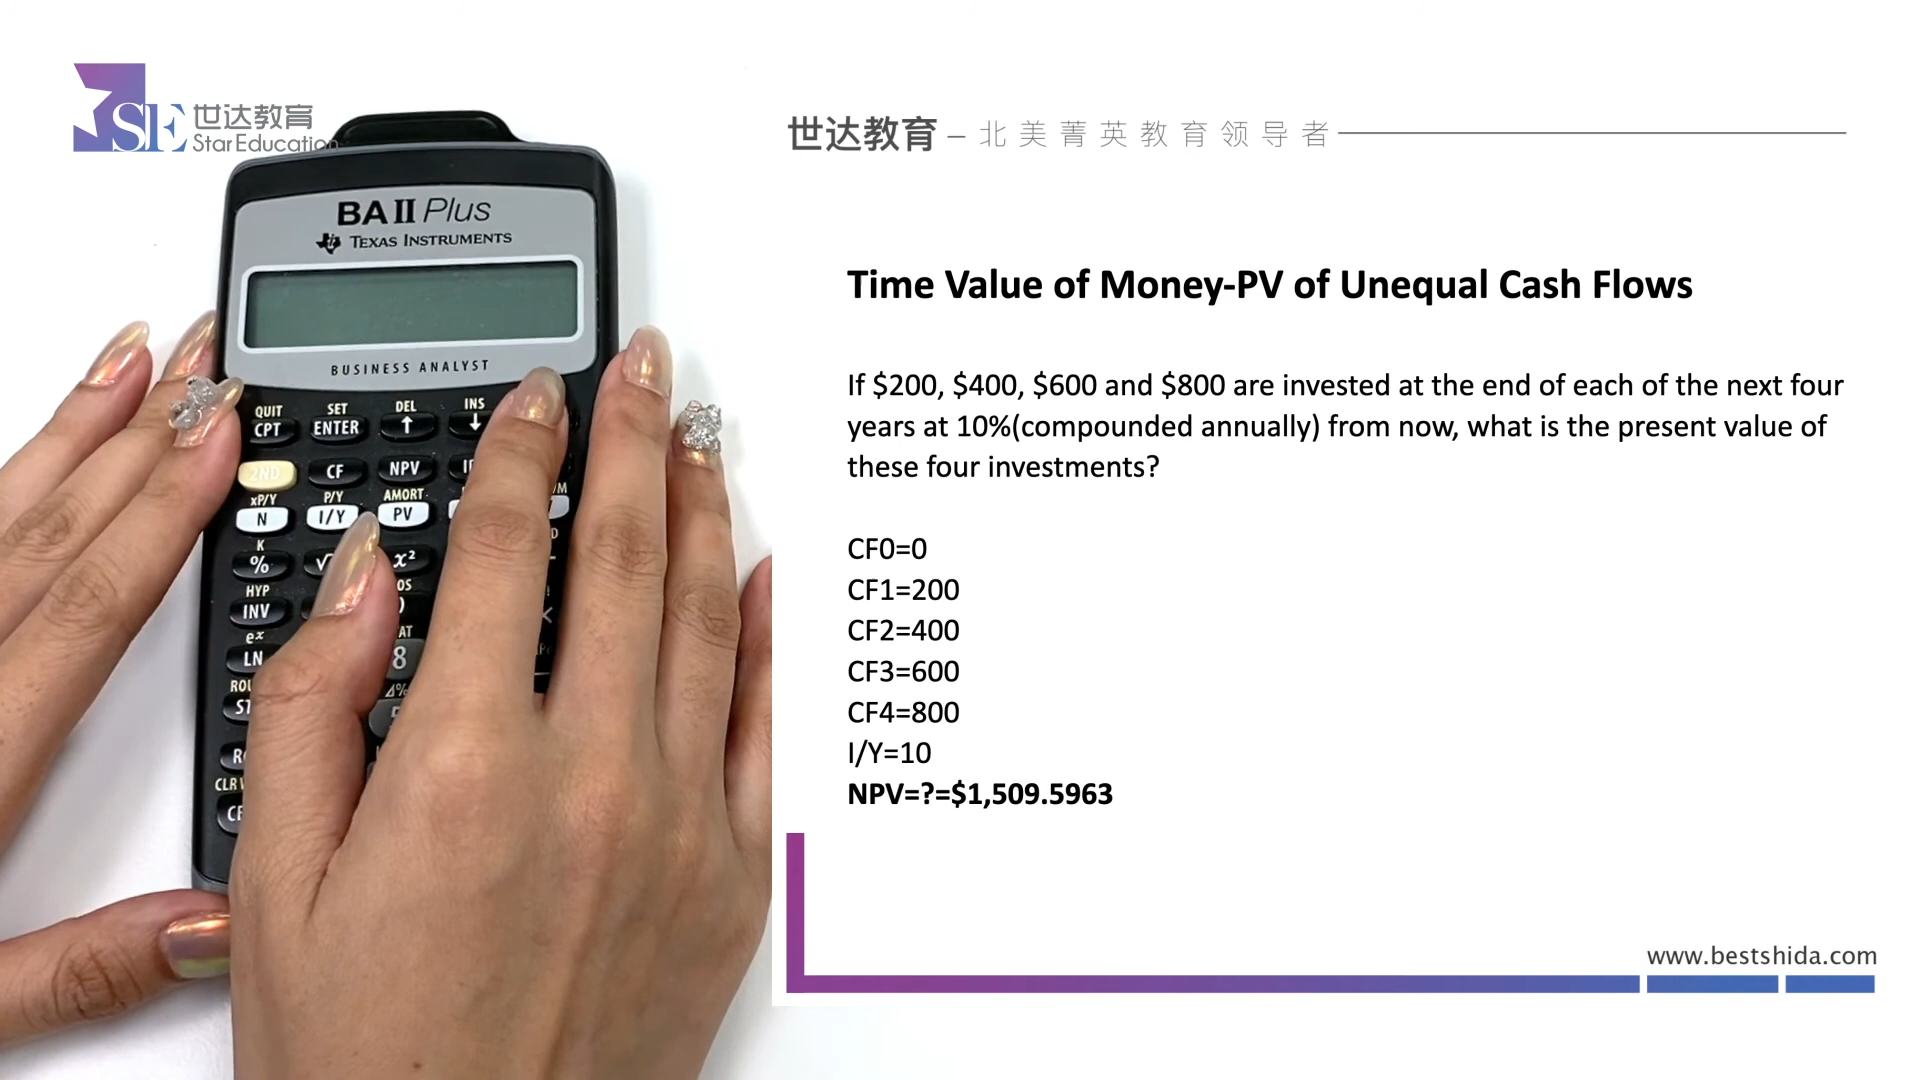 SE 世达教育
Star Education
BA II Plus
TEXAS INSTRUMENTS
BUSINESS ANALYST
QUIT SET DEL INS
CPT ENTER ↑ ↓
2ND CF NPV
xP/Y P/Y AMORT
N I/Y PV
K
% x²
HYP
INV )
eˣ
LN 8
Δ%
世达教育 – 北美菁英教育领导者
Time Value of Money-PV of Unequal Cash Flows
If $200, $400, $600 and $800 are invested at the end of each of the next four
years at 10%(compounded annually) from now, what is the present value of
these four investments?
CF0=0
CF1=200
CF2=400
CF3=600
CF4=800
I/Y=10
NPV=?=$1,509.5963
www.bestshida.com